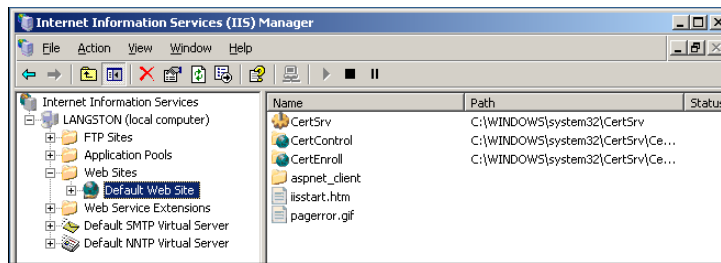 Internet Information Services (IIS) Manager
File Action View Window Help
Internet Information Services
LANGSTON (local computer)
FTP Sites
Application Pools
Web Sites
Default Web Site
Web Service Extensions
Default SMTP Virtual Server
Default NNTP Virtual Server
Name Path Status
CertSrv C:\WINDOWS\system32\CertSrv
CertControl C:\WINDOWS\system32\CertSrv\Ce...
CertEnroll C:\WINDOWS\system32\CertSrv\Ce...
aspnet_client
iisstart.htm
pagerror.gif